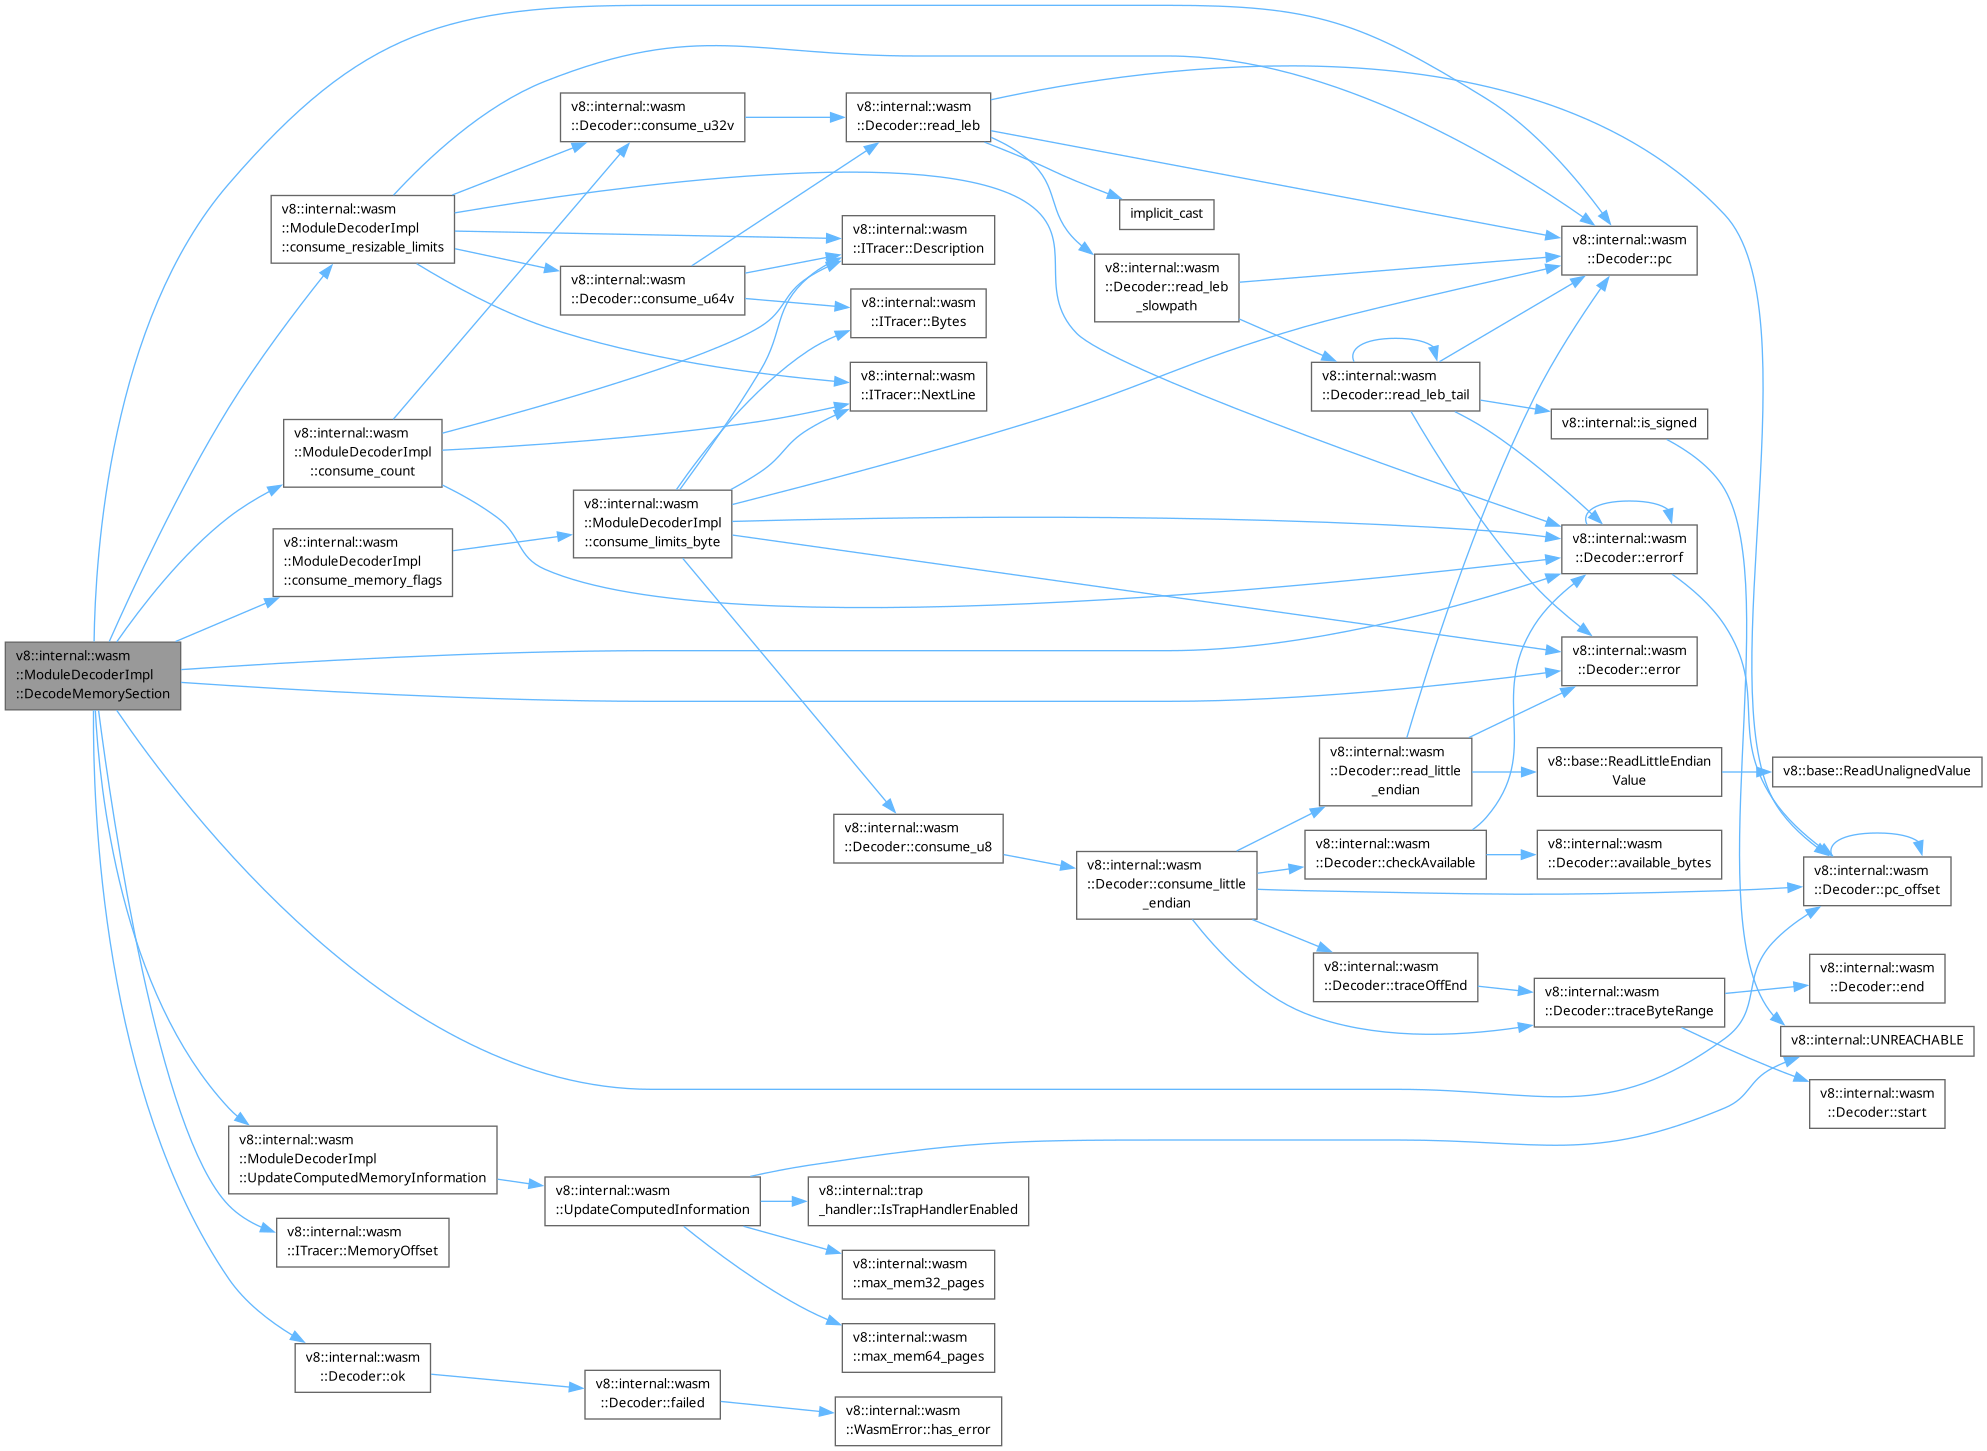 v8::internal::wasm
::ModuleDecoderImpl
::DecodeMemorySection
v8::internal::wasm
::ModuleDecoderImpl
::consume_resizable_limits
v8::internal::wasm
::ModuleDecoderImpl
::consume_count
v8::internal::wasm
::ModuleDecoderImpl
::consume_memory_flags
v8::internal::wasm
::ModuleDecoderImpl
::UpdateComputedMemoryInformation
v8::internal::wasm
::ITracer::MemoryOffset
v8::internal::wasm
::Decoder::ok
v8::internal::wasm
::Decoder::consume_u32v
v8::internal::wasm
::Decoder::consume_u64v
v8::internal::wasm
::ModuleDecoderImpl
::consume_limits_byte
v8::internal::wasm
::UpdateComputedInformation
v8::internal::wasm
::Decoder::failed
v8::internal::wasm
::Decoder::read_leb
v8::internal::wasm
::ITracer::Description
v8::internal::wasm
::ITracer::Bytes
v8::internal::wasm
::ITracer::NextLine
v8::internal::wasm
::Decoder::consume_u8
v8::internal::trap
_handler::IsTrapHandlerEnabled
v8::internal::wasm
::max_mem32_pages
v8::internal::wasm
::max_mem64_pages
v8::internal::wasm
::WasmError::has_error
implicit_cast
v8::internal::wasm
::Decoder::read_leb
_slowpath
v8::internal::wasm
::Decoder::consume_little
_endian
v8::internal::wasm
::Decoder::read_leb_tail
v8::internal::wasm
::Decoder::read_little
_endian
v8::internal::wasm
::Decoder::checkAvailable
v8::internal::wasm
::Decoder::traceOffEnd
v8::internal::wasm
::Decoder::pc
v8::internal::is_signed
v8::internal::wasm
::Decoder::errorf
v8::internal::wasm
::Decoder::error
v8::base::ReadLittleEndian
Value
v8::internal::wasm
::Decoder::available_bytes
v8::internal::wasm
::Decoder::traceByteRange
v8::base::ReadUnalignedValue
v8::internal::wasm
::Decoder::pc_offset
v8::internal::wasm
::Decoder::end
v8::internal::UNREACHABLE
v8::internal::wasm
::Decoder::start